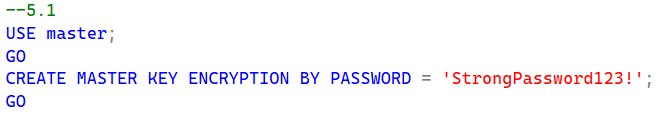 --5.1
USE master;
GO
CREATE MASTER KEY ENCRYPTION BY PASSWORD = 'StrongPassword123!';
GO